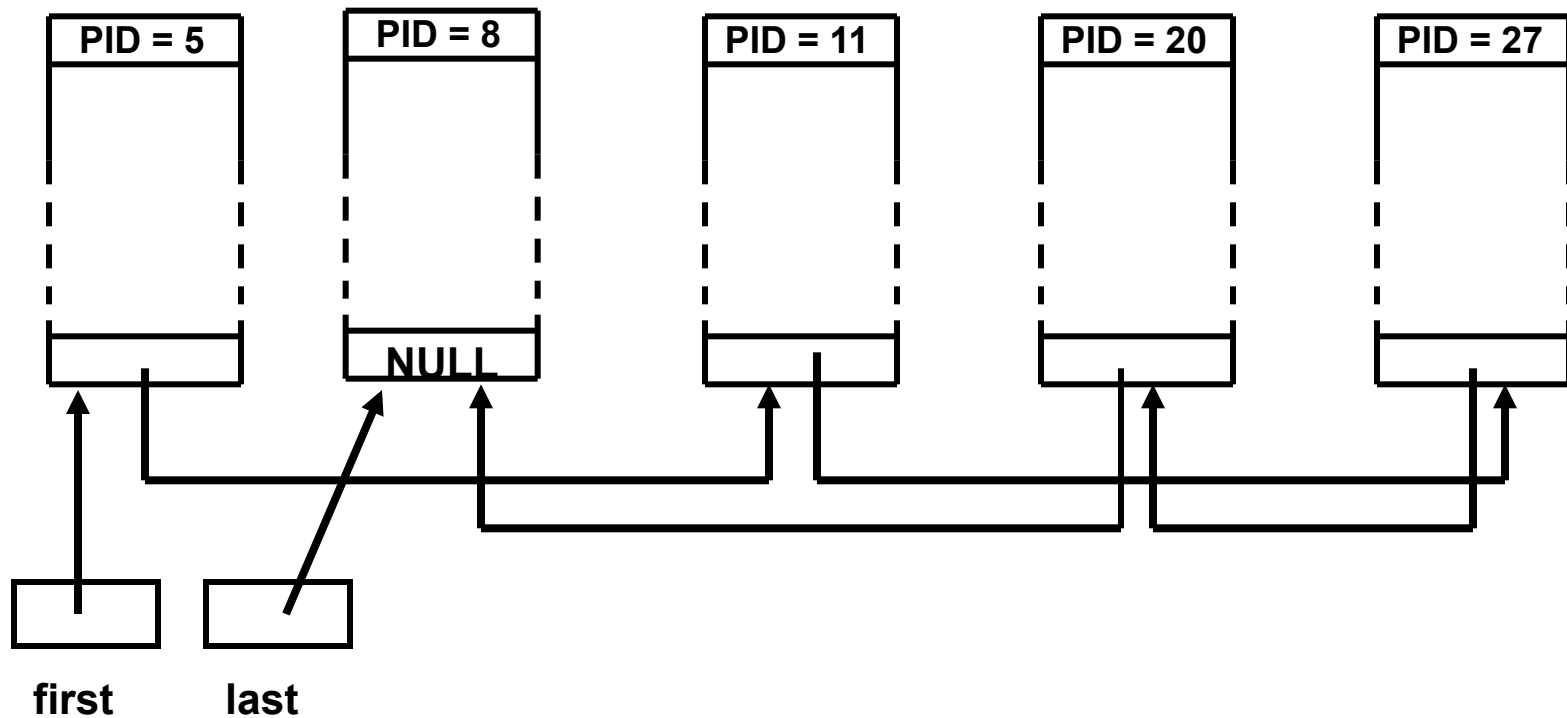 PID = 5
PID = 8
PID = 11
PID = 20
PID = 27
NULL
first
last